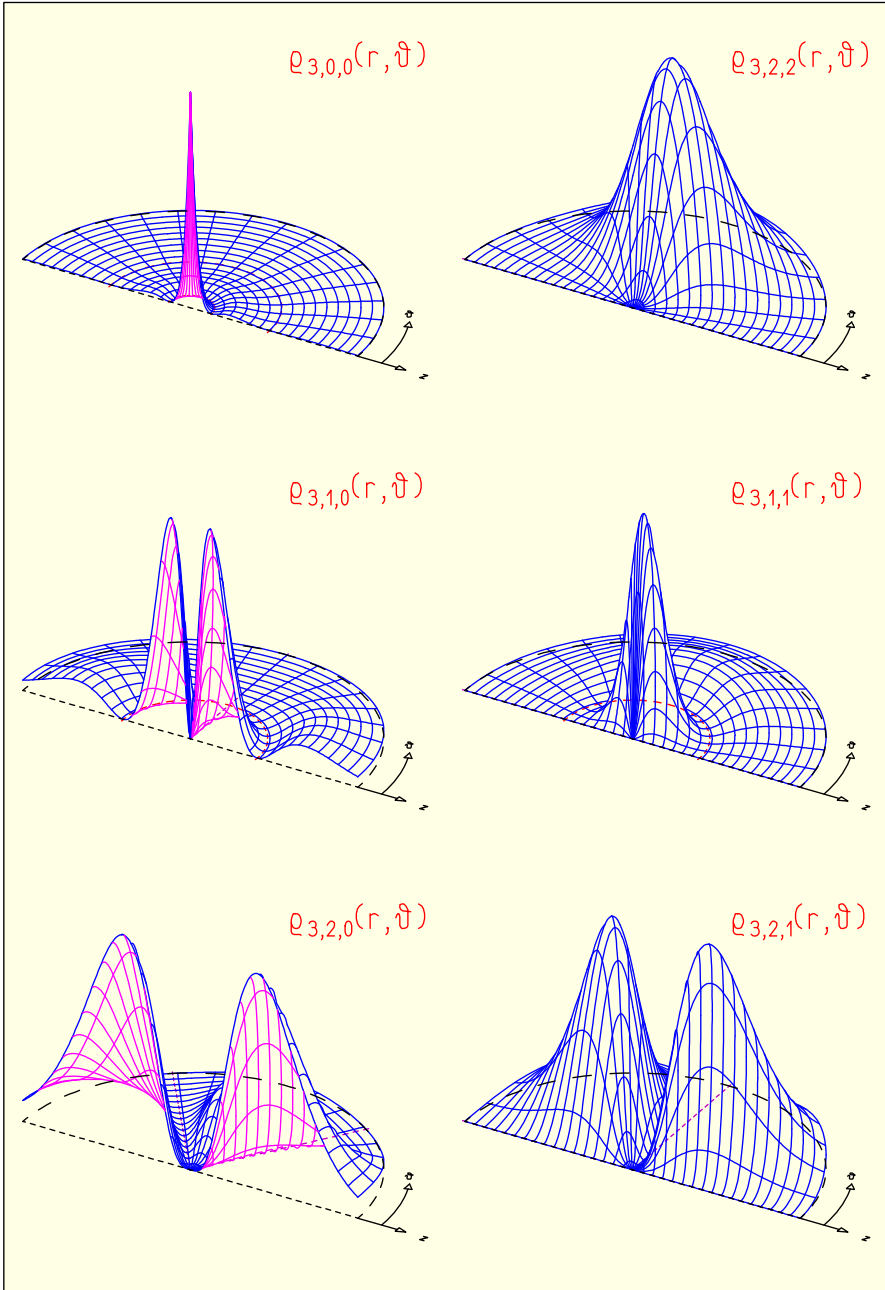 ϱ3,0,0(r,ϑ)
ϱ3,2,2(r,ϑ)
ϑ
z
ϑ
z
ϱ3,1,0(r,ϑ)
ϱ3,1,1(r,ϑ)
ϑ
z
ϑ
z
ϱ3,2,0(r,ϑ)
ϱ3,2,1(r,ϑ)
ϑ
z
ϑ
z